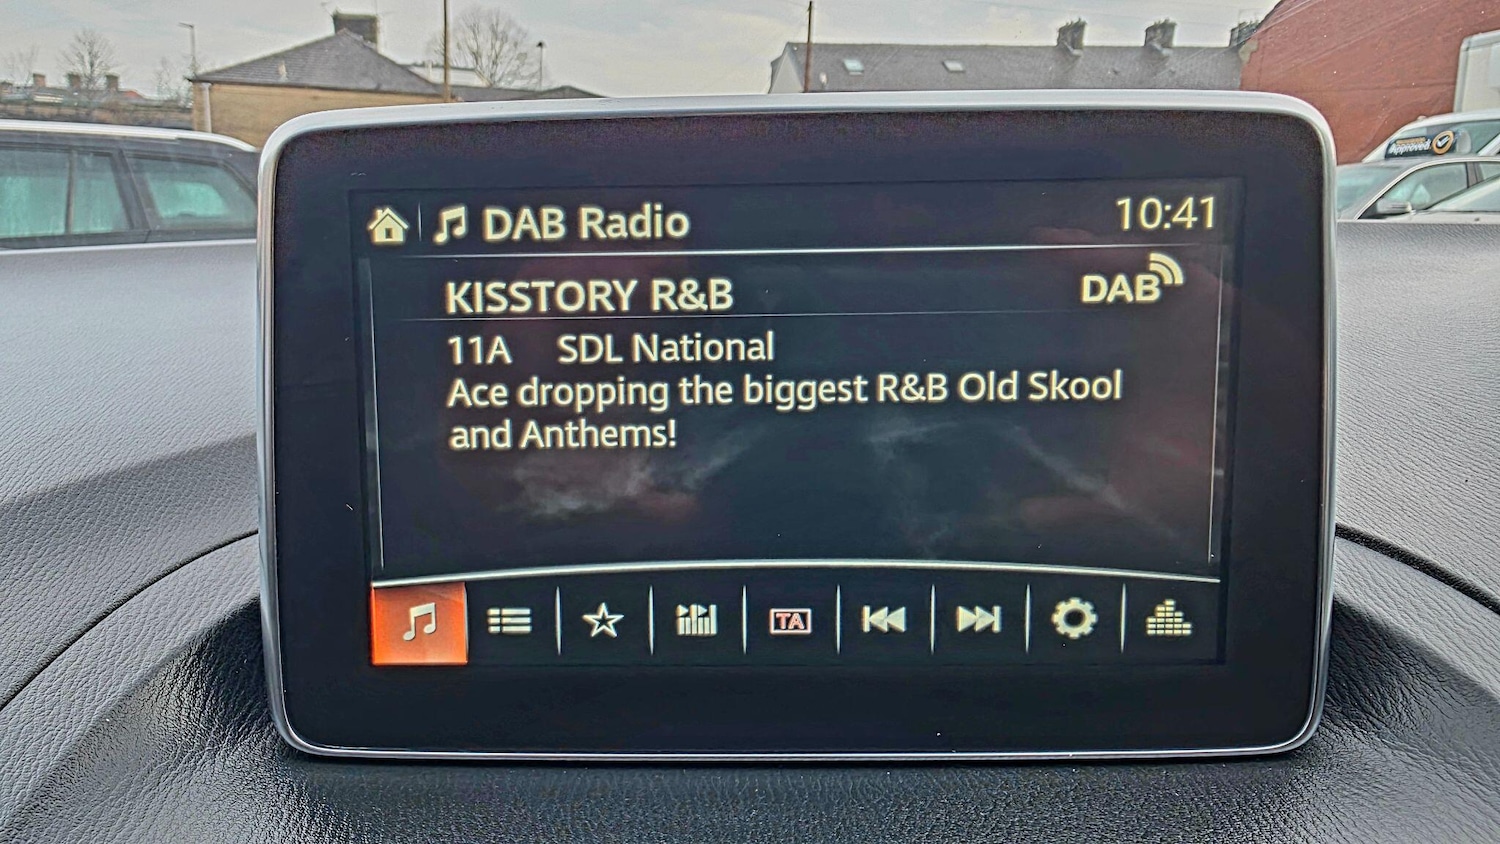 DAB Radio 10:41
KISSTORY R&B DAB
11A SDL National
Ace dropping the biggest R&B Old Skool
and Anthems!
TA
Approved